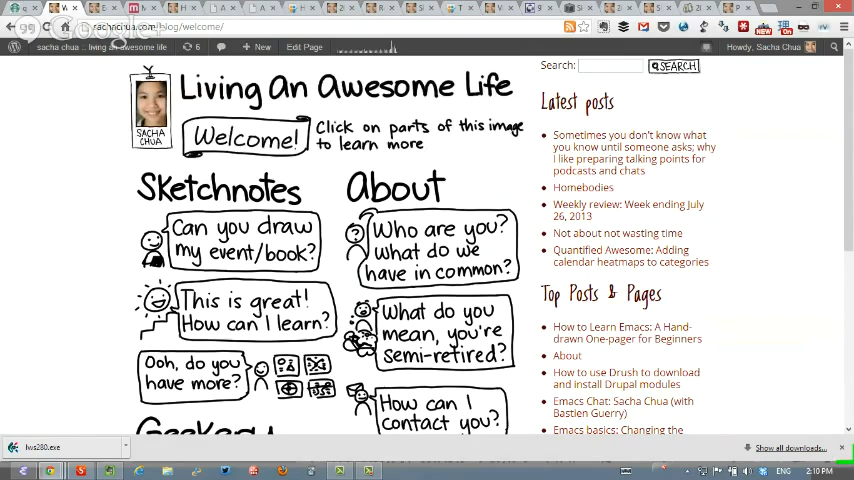 sachachua.com/blog/welcome/
sacha chua :: living an awesome life
6
New
Edit Page
Howdy, Sacha Chua
SACHA
CHUA
Living An Awesome Life
Welcome!
Click on parts of this image
to learn more
Sketchnotes
Can you draw
my event/book?
This is great!
How can I learn?
Ooh, do you
have more?
Geekery
About
Who are you?
What do we
have in common?
What do you
mean, you're
semi-retired?
How can I
contact you?
Search:
SEARCH
Latest posts
Sometimes you don't know what
you know until someone asks; why
I like preparing talking points for
podcasts and chats
Homebodies
Weekly review: Week ending July
26, 2013
Not about not wasting time
Quantified Awesome: Adding
calendar heatmaps to categories
Top Posts & Pages
How to Learn Emacs: A Hand-
drawn One-pager for Beginners
About
How to use Drush to download
and install Drupal modules
Emacs Chat: Sacha Chua (with
Bastien Guerry)
Emacs basics: Changing the
lws280.exe
Show all downloads...
ENG
2:10 PM